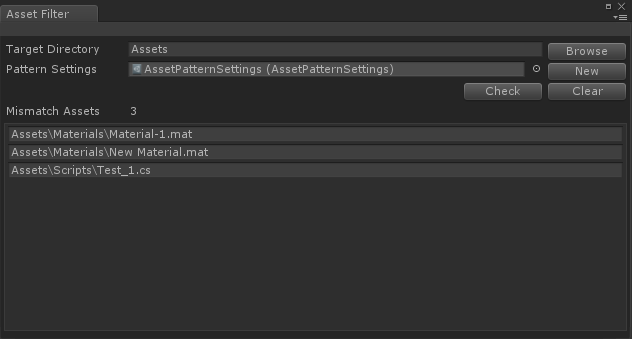 Asset Filter
Target Directory Assets Browse
Pattern Settings AssetPatternSettings (AssetPatternSettings) New
Check Clear
Mismatch Assets 3
Assets\Materials\Material-1.mat
Assets\Materials\New Material.mat
Assets\Scripts\Test_1.cs